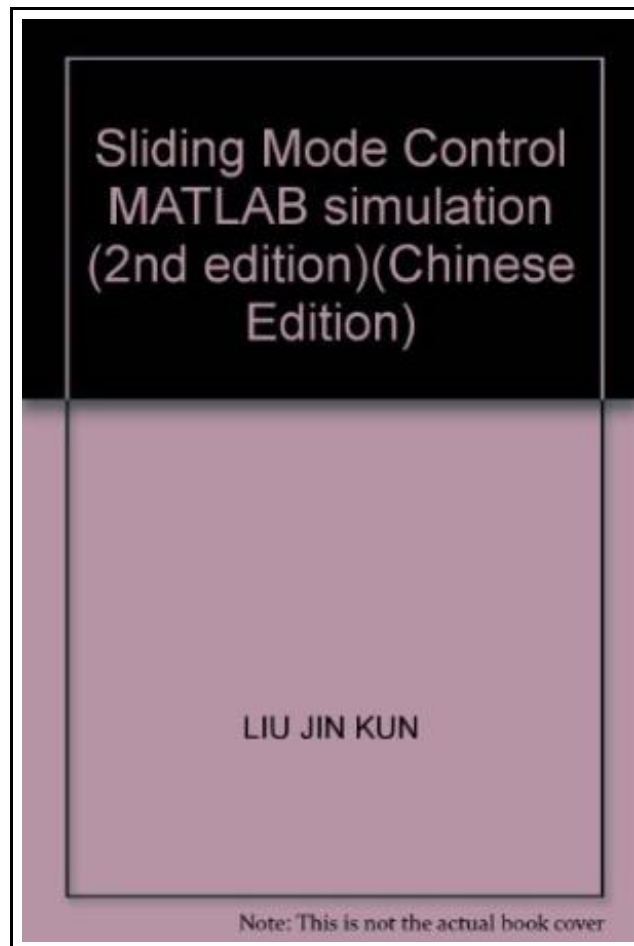 Sliding Mode Control
MATLAB simulation
(2nd edition)(Chinese
Edition)
LIU JIN KUN
Note: This is not the actual book cover